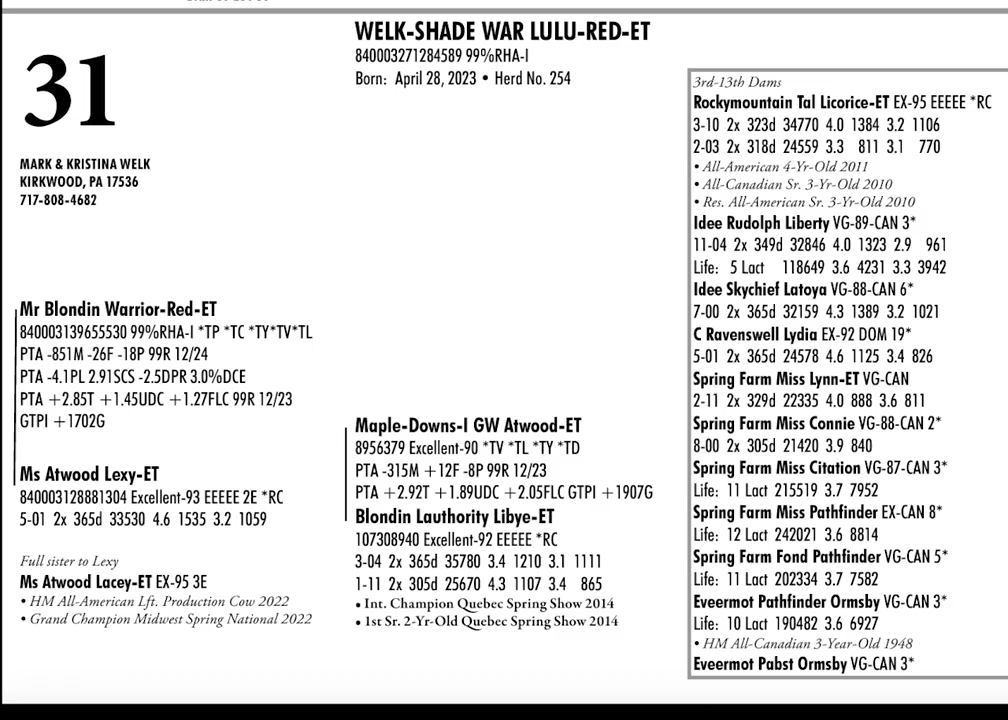 31
MARK & KRISTINA WELK
KIRKWOOD, PA 17536
717-808-4682
WELK-SHADE WAR LULU-RED-ET
840003271284589 99%RHA-I
Born: April 28, 2023 • Herd No. 254
Mr Blondin Warrior-Red-ET
840003139655530 99%RHA-I *TP *TC *TY*TV*TL
PTA -851M -26F -18P 99R 12/24
PTA -4.1PL 2.91SCS -2.5DPR 3.0%DCE
PTA +2.85T +1.45UDC +1.27FLC 99R 12/23
GTPI +1702G
Ms Atwood Lexy-ET
840003128881304 Excellent-93 EEEEE 2E *RC
5-01 2x 365d 33530 4.6 1535 3.2 1059
Full sister to Lexy
Ms Atwood Lacey-ET EX-95 3E
• HM All-American Lft. Production Cow 2022
• Grand Champion Midwest Spring National 2022
Maple-Downs-I GW Atwood-ET
8956379 Excellent-90 *TV *TL *TY *TD
PTA -315M +12F -8P 99R 12/23
PTA +2.92T +1.89UDC +2.05FLC GTPI +1907G
Blondin Lauthority Libye-ET
107308940 Excellent-92 EEEEE *RC
3-04 2x 365d 35780 3.4 1210 3.1 1111
1-11 2x 305d 25670 4.3 1107 3.4 865
• Int. Champion Quebec Spring Show 2014
• 1st Sr. 2-Yr-Old Quebec Spring Show 2014
3rd-13th Dams
Rockymountain Tal Licorice-ET EX-95 EEEEE *RC
3-10 2x 323d 34770 4.0 1384 3.2 1106
2-03 2x 318d 24559 3.3 811 3.1 770
• All-American 4-Yr-Old 2011
• All-Canadian Sr. 3-Yr-Old 2010
• Res. All-American Sr. 3-Yr-Old 2010
Idee Rudolph Liberty VG-89-CAN 3*
11-04 2x 349d 32846 4.0 1323 2.9 961
Life: 5 Lact 118649 3.6 4231 3.3 3942
Idee Skychief Latoya VG-88-CAN 6*
7-00 2x 365d 32159 4.3 1389 3.2 1021
C Ravenswell Lydia EX-92 DOM 19*
5-01 2x 365d 24578 4.6 1125 3.4 826
Spring Farm Miss Lynn-ET VG-CAN
2-11 2x 329d 22335 4.0 888 3.6 811
Spring Farm Miss Connie VG-88-CAN 2*
8-00 2x 305d 21420 3.9 840
Spring Farm Miss Citation VG-87-CAN 3*
Life: 11 Lact 215519 3.7 7952
Spring Farm Miss Pathfinder EX-CAN 8*
Life: 12 Lact 242021 3.6 8814
Spring Farm Fond Pathfinder VG-CAN 5*
Life: 11 Lact 202334 3.7 7582
Eveermot Pathfinder Ormsby VG-CAN 3*
Life: 10 Lact 190482 3.6 6927
• HM All-Canadian 3-Year-Old 1948
Eveermot Pabst Ormsby VG-CAN 3*